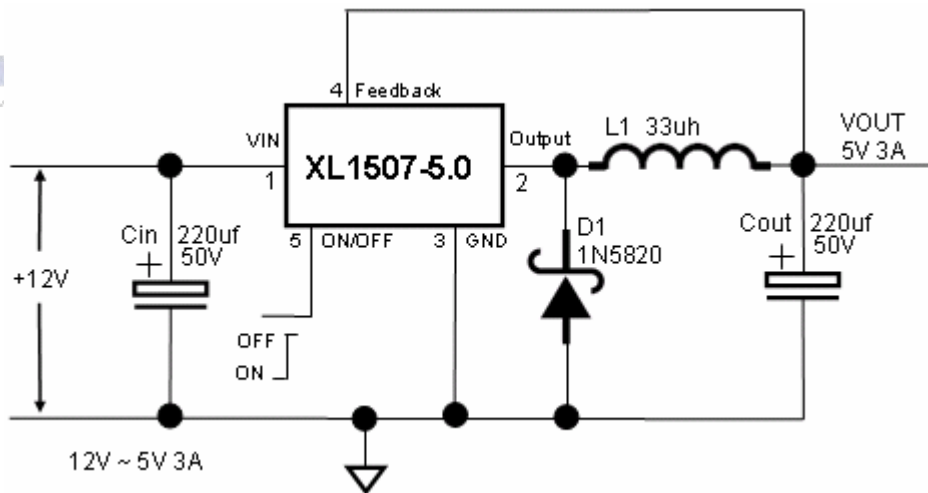 4 Feedback
VIN
Output
L1 33uh
VOUT
5V 3A
1
XL1507-5.0
2
5 ON/OFF
3 GND
D1
1N5820
Cin
220uf
50V
+
Cout
220uf
50V
+
+12V
OFF
ON
12V ~ 5V 3A